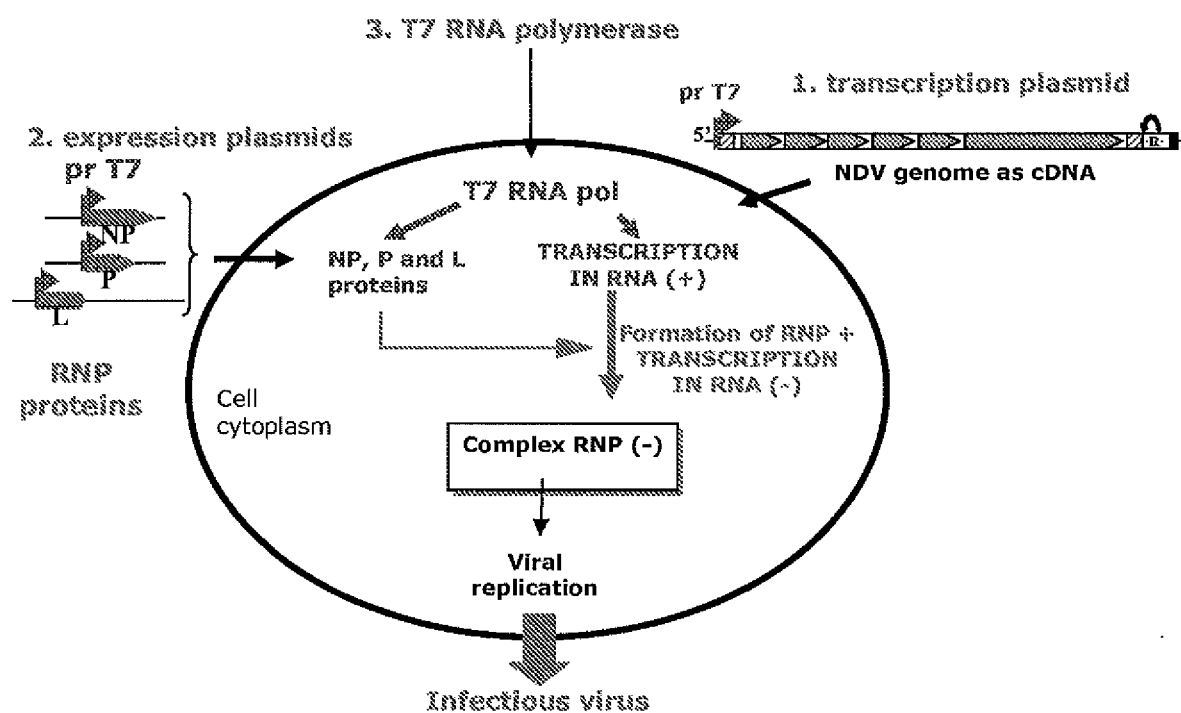 3. T7 RNA polymerase
1. transcription plasmid
pr T7
5'
R
NDV genome as cDNA
2. expression plasmids
pr T7
NP
P
L
RNP
proteins
T7 RNA pol
NP, P and L
proteins
TRANSCRIPTION
IN RNA (+)
Formation of RNP +
TRANSCRIPTION
IN RNA (-)
Cell
cytoplasm
Complex RNP (-)
Viral
replication
Infectious virus